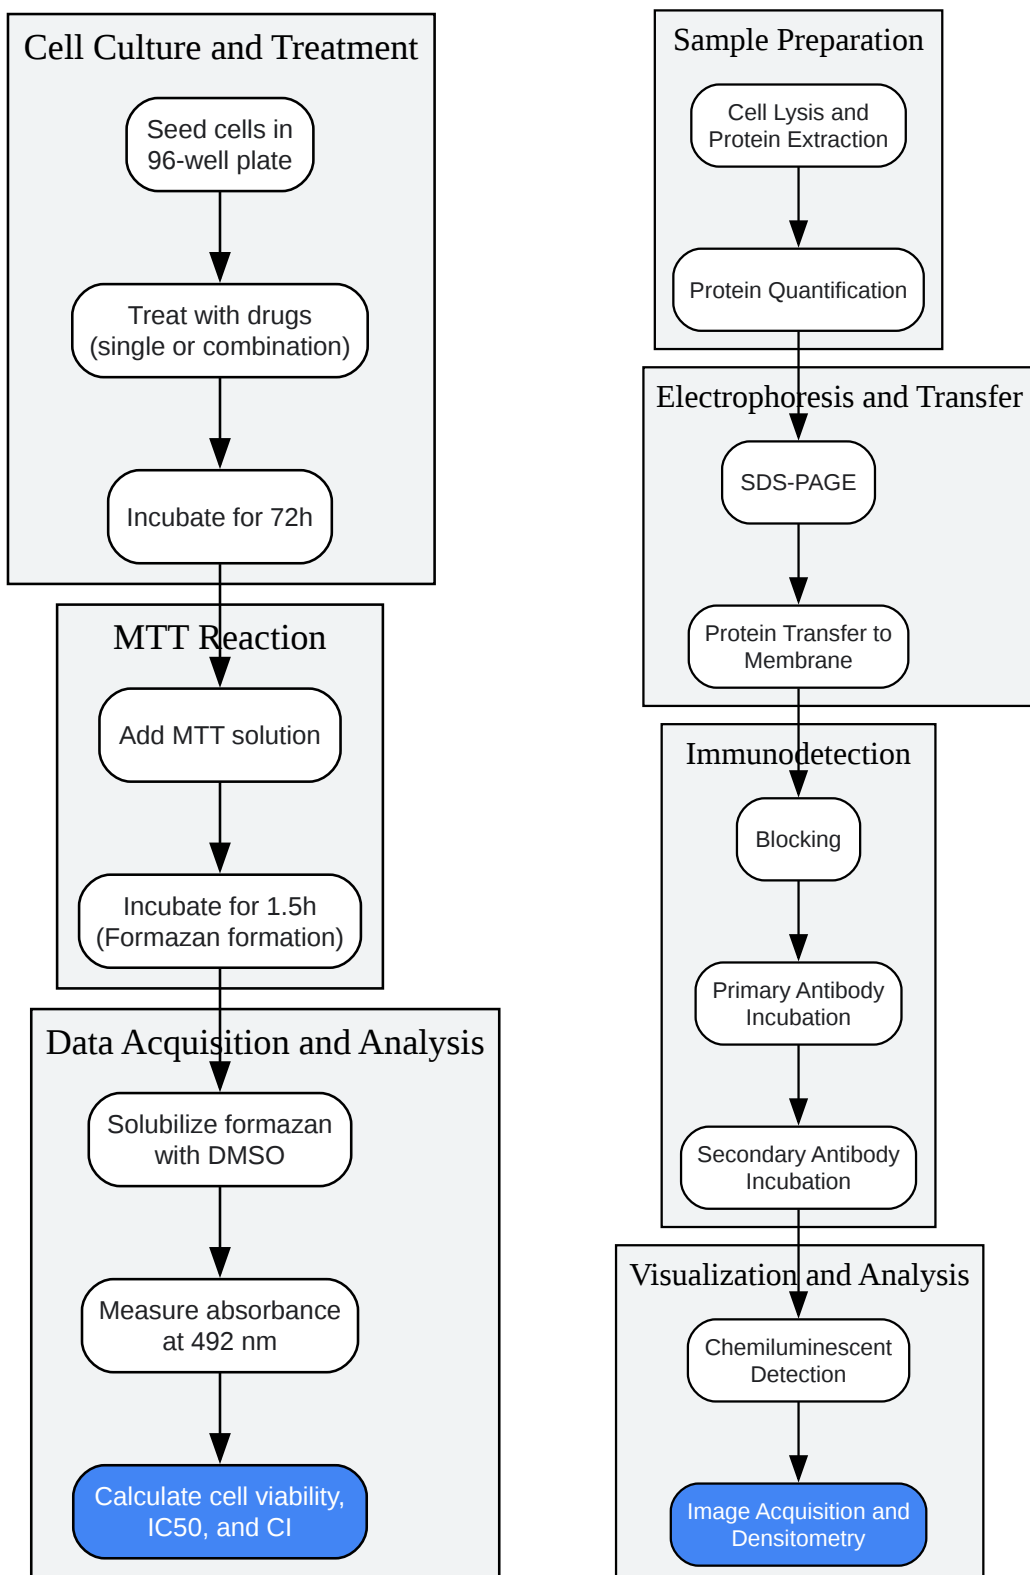 Cell Culture and Treatment
Seed cells in
96-well plate
Treat with drugs
(single or combination)
Incubate for 72h
MTT Reaction
Add MTT solution
Incubate for 1.5h
(Formazan formation)
Data Acquisition and Analysis
Solubilize formazan
with DMSO
Measure absorbance
at 492 nm
Calculate cell viability,
IC50, and CI
Sample Preparation
Cell Lysis and
Protein Extraction
Protein Quantification
Electrophoresis and Transfer
SDS-PAGE
Protein Transfer to
Membrane
Immunodetection
Blocking
Primary Antibody
Incubation
Secondary Antibody
Incubation
Visualization and Analysis
Chemiluminescent
Detection
Image Acquisition and
Densitometry